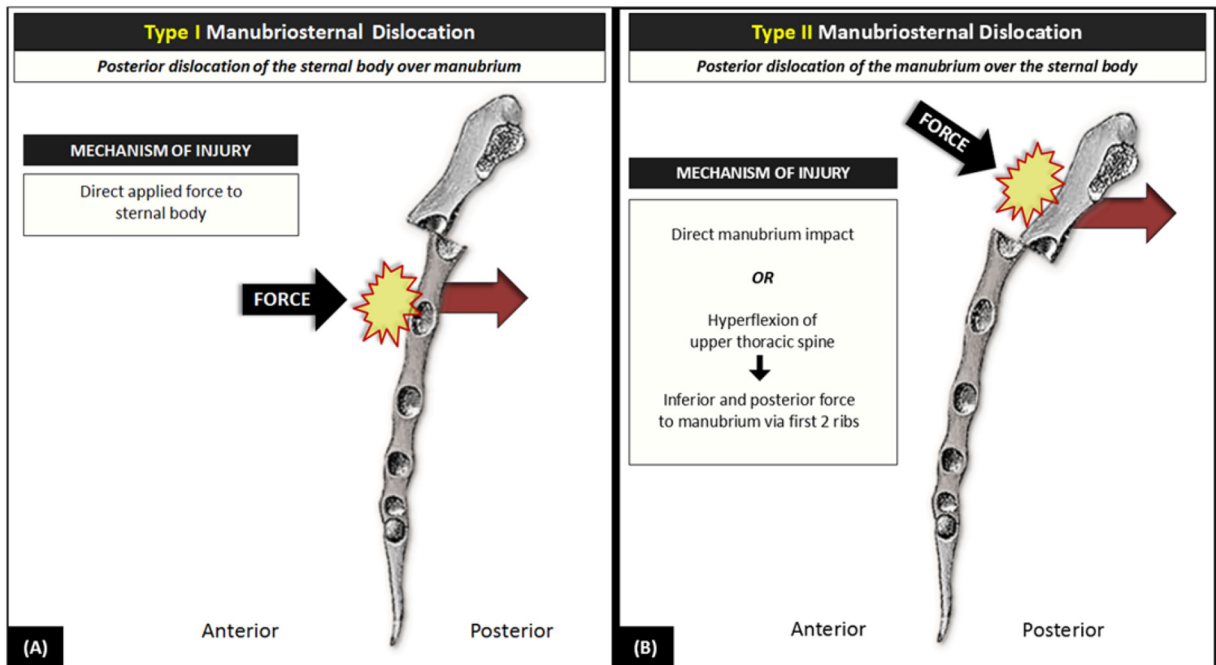 Type I Manubriosternal Dislocation
Posterior dislocation of the sternal body over manubrium
MECHANISM OF INJURY
Direct applied force to
sternal body
FORCE
Anterior
Posterior
(A)
Type II Manubriosternal Dislocation
Posterior dislocation of the manubrium over the sternal body
FORCE
MECHANISM OF INJURY
Direct manubrium impact
OR
Hyperflexion of
upper thoracic spine
Inferior and posterior force
to manubrium via first 2 ribs
Anterior
Posterior
(B)